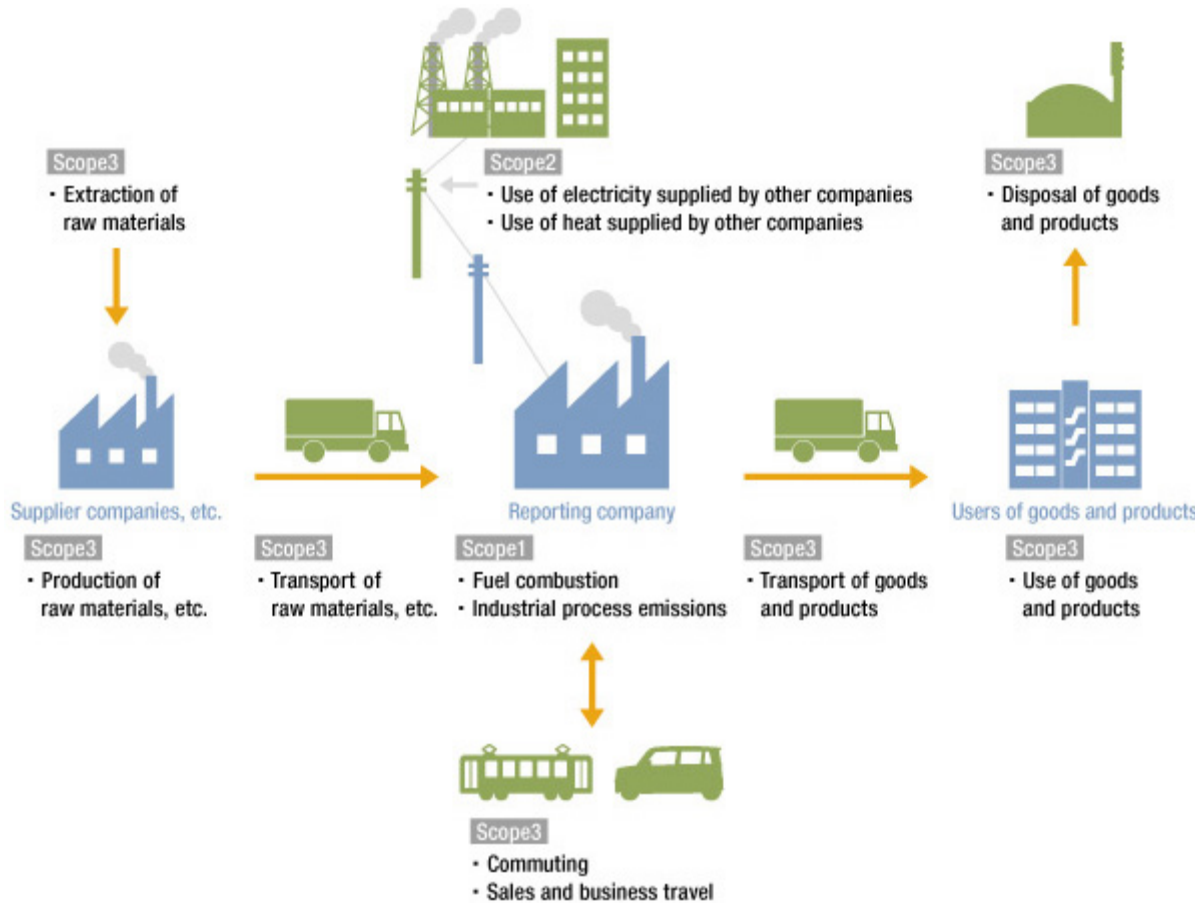 Scope3
・Extraction of
raw materials
Scope2
・Use of electricity supplied by other companies
・Use of heat supplied by other companies
Scope3
・Disposal of goods
and products
Supplier companies, etc.
Reporting company
Users of goods and products
Scope3
・Production of
raw materials, etc.
Scope3
・Transport of
raw materials, etc.
Scope1
・Fuel combustion
・Industrial process emissions
Scope3
・Transport of goods
and products
Scope3
・Use of goods
and products
Scope3
・Commuting
・Sales and business travel